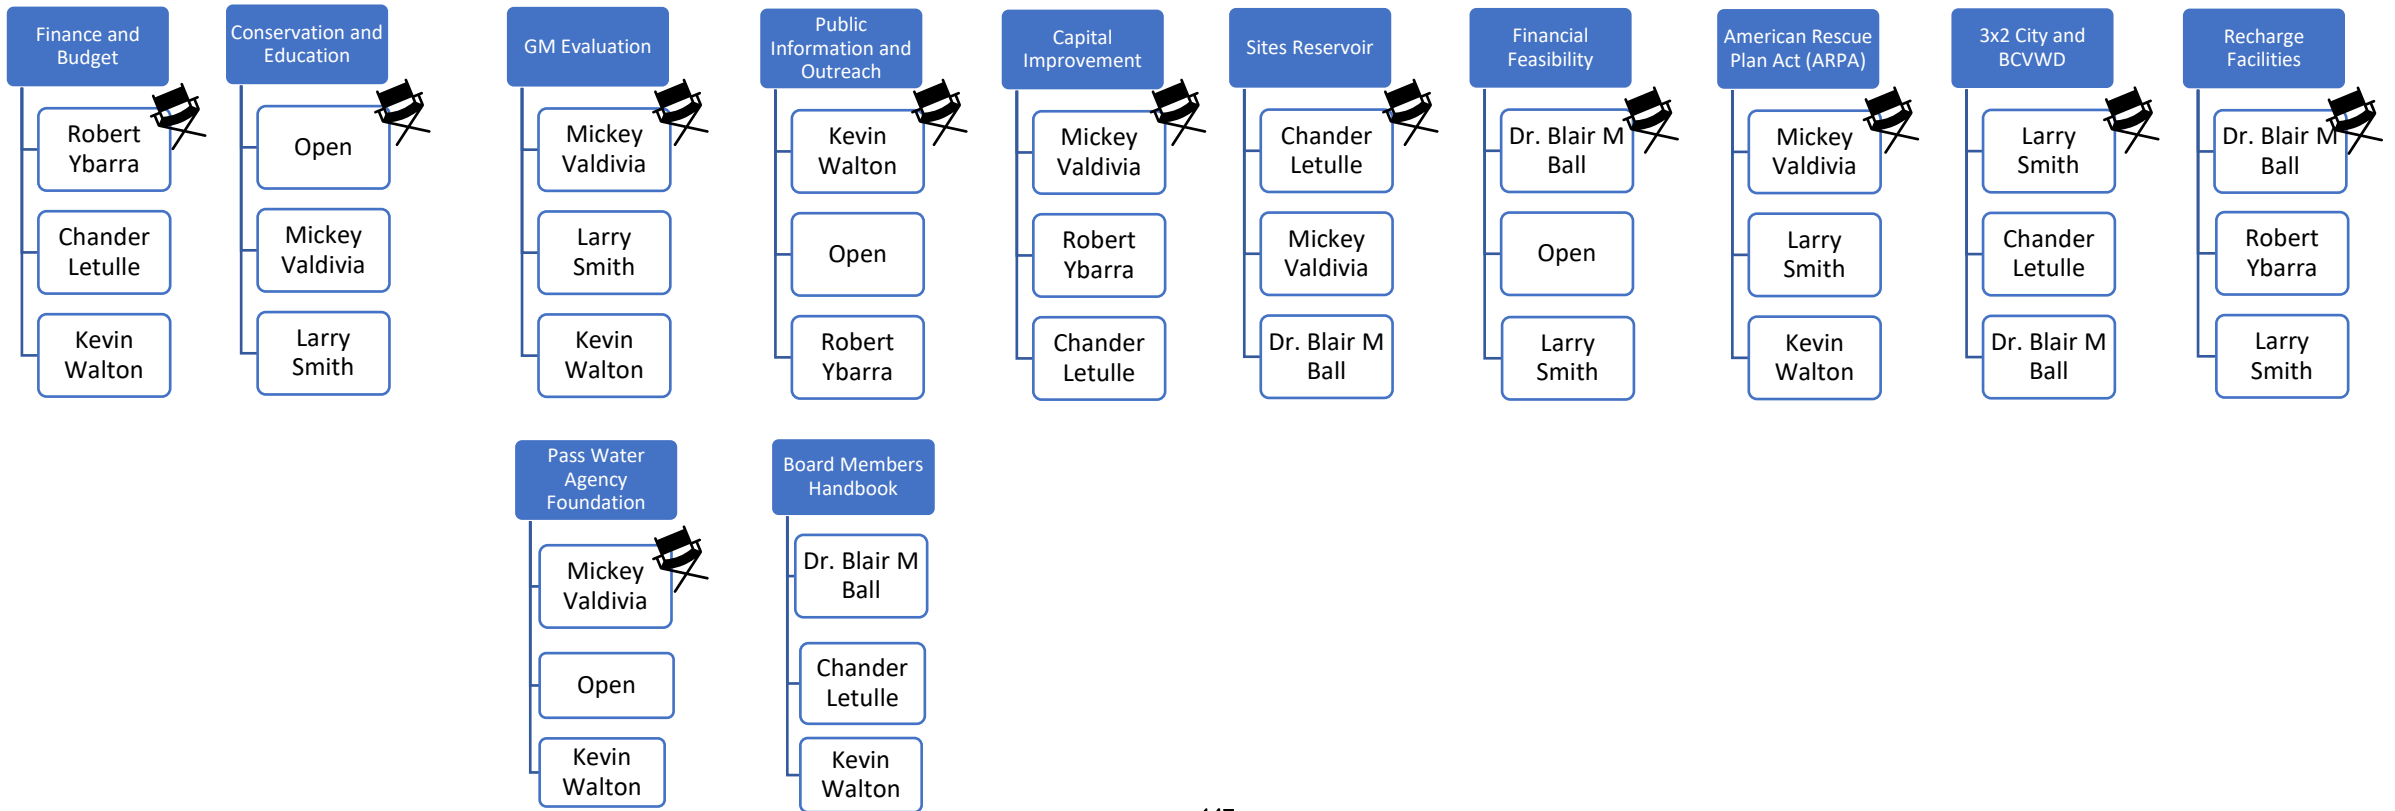 Finance and
Budget
Robert
Ybarra
Chander
Letulle
Kevin
Walton
Conservation and
Education
Open
Mickey
Valdivia
Larry
Smith
GM Evaluation
Mickey
Valdivia
Larry
Smith
Kevin
Walton
Public
Information and
Outreach
Kevin
Walton
Open
Robert
Ybarra
Capital
Improvement
Mickey
Valdivia
Robert
Ybarra
Chander
Letulle
Sites Reservoir
Chander
Letulle
Mickey
Valdivia
Dr. Blair M
Ball
Financial
Feasibility
Dr. Blair M
Ball
Open
Larry
Smith
American Rescue
Plan Act (ARPA)
Mickey
Valdivia
Larry
Smith
Kevin
Walton
3x2 City and
BCVWD
Larry
Smith
Chander
Letulle
Dr. Blair M
Ball
Recharge
Facilities
Dr. Blair M
Ball
Robert
Ybarra
Larry
Smith
Pass Water
Agency
Foundation
Mickey
Valdivia
Open
Kevin
Walton
Board Members
Handbook
Dr. Blair M
Ball
Chander
Letulle
Kevin
Walton